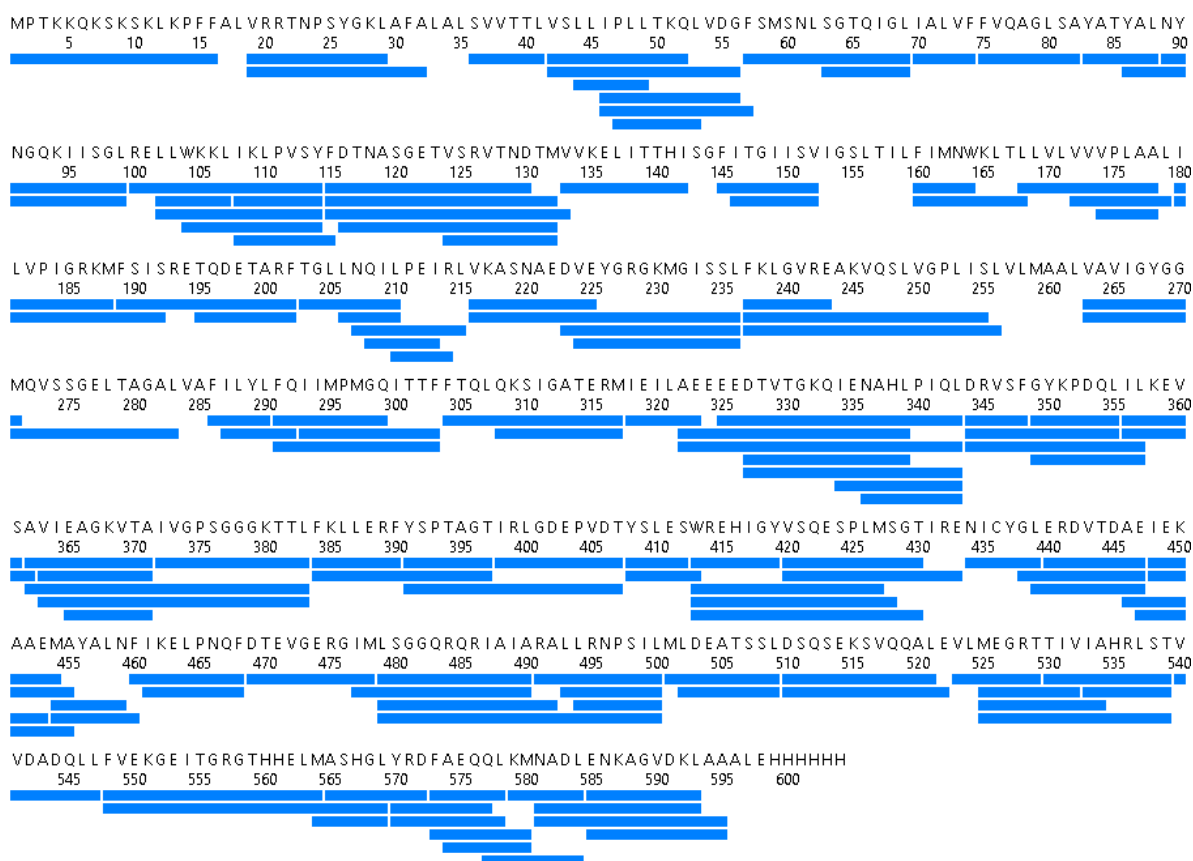 MPTKKQKSKSKLKPFFALVRRTNPSYGKLAFALALSVVTTLVSLLIPLLTKQLVDGFSMSNLSGTQIGLIALVFFVQAGLSAYATYALNY
5 10 15 20 25 30 35 40 45 50 55 60 65 70 75 80 85 90
NGQKIISGLRELLWKKLIKLPVSYFDTNASGETVSRVTNDTMVVKELITTHISGFITGIISVIGSLTILFIMNWKLTLLVLVVVPLAALI
95 100 105 110 115 120 125 130 135 140 145 150 155 160 165 170 175 180
LVPIGRKMFSISRETQDETARFTGLLNQILPEIRLVKASNAEDVEYGRGKMGISSLFKLGVREAKVQSLVGPLISLVLMAALVAVIGYGG
185 190 195 200 205 210 215 220 225 230 235 240 245 250 255 260 265 270
MQVSSGELTAGALVAFILYLFQIIMPMGQITTFFTQLQKSIGATERMIEILAEEEEDTVTGKQIENAHLPIQLDRVSFGYKPDQLILKEV
275 280 285 290 295 300 305 310 315 320 325 330 335 340 345 350 355 360
SAVIEAGKVTAIVGPSGGGKTTLFKLLERFYSPTAGTIRLGDEPVDTYSLESWREHIGYVSQESPLMSGTIRENICYGLERDVTDAEIEK
365 370 375 380 385 390 395 400 405 410 415 420 425 430 435 440 445 450
AAEMAYALNFIKELPNQFDTEVGERGIMLSGGQRQRIAIARALLRNPSILMLDEATSSLDSQSEKSVQQALEVLMEGRTTIVIAHRLSTV
455 460 465 470 475 480 485 490 495 500 505 510 515 520 525 530 535 540
VDADQLLFVEKGEITGRGTHHELMASHGLYRDFAEQQLKMNADLENKAGVDKLAAALEHHHHHH
545 550 555 560 565 570 575 580 585 590 595 600